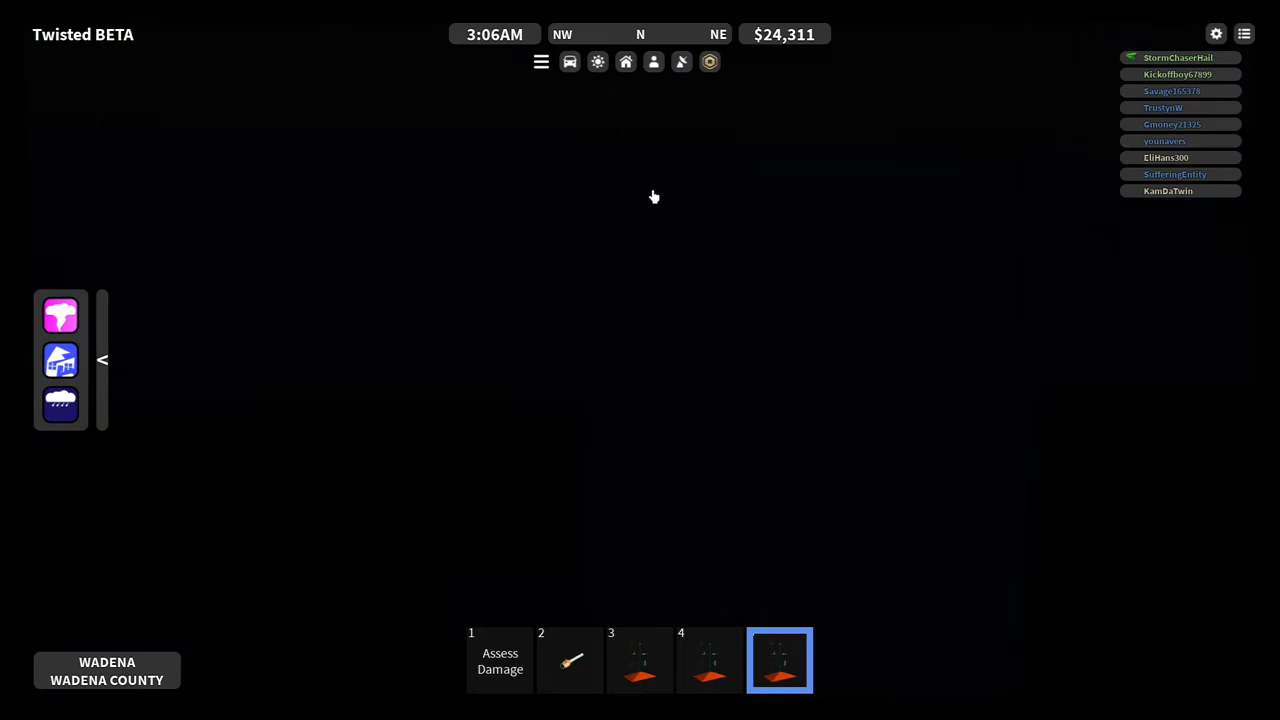 Twisted BETA
3:06AM
NW N NE
$24,311
StormChaserHail
Kickoffboy67899
Savage165378
TrustynW
Gmoney21325
younavers
EliHans300
SufferingEntity
KamDaTwin
<
1
Assess
Damage
2
3
4
WADENA
WADENA COUNTY